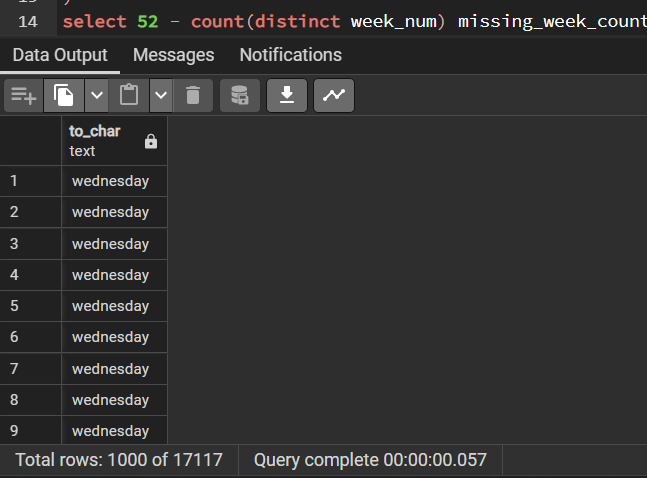 14 select 52 - count(distinct week_num) missing_week_count
Data Output Messages Notifications
to_char
text
1 wednesday
2 wednesday
3 wednesday
4 wednesday
5 wednesday
6 wednesday
7 wednesday
8 wednesday
9 wednesday
Total rows: 1000 of 17117 Query complete 00:00:00.057